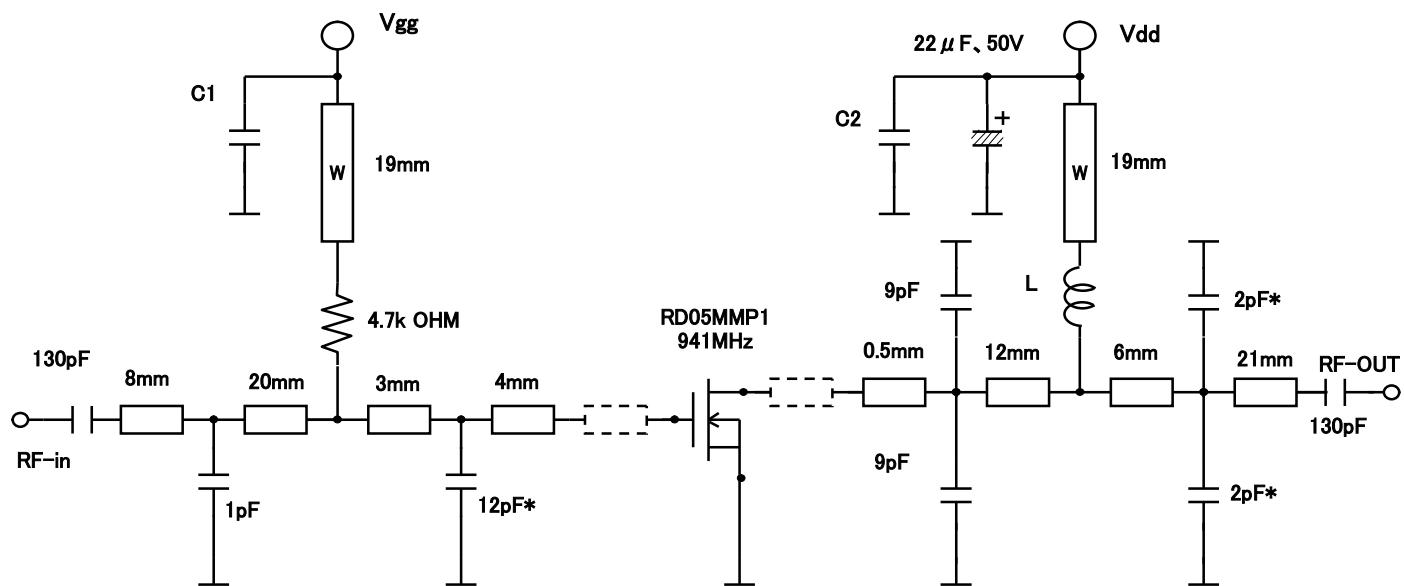 Vgg
22μF、50V
Vdd
C1
C2
+
W
19mm
W
19mm
9pF
L
2pF*
4.7k OHM
RD05MMP1
941MHz
130pF
8mm
20mm
3mm
4mm
0.5mm
12mm
6mm
21mm
RF-OUT
130pF
RF-in
1pF
12pF*
9pF
2pF*